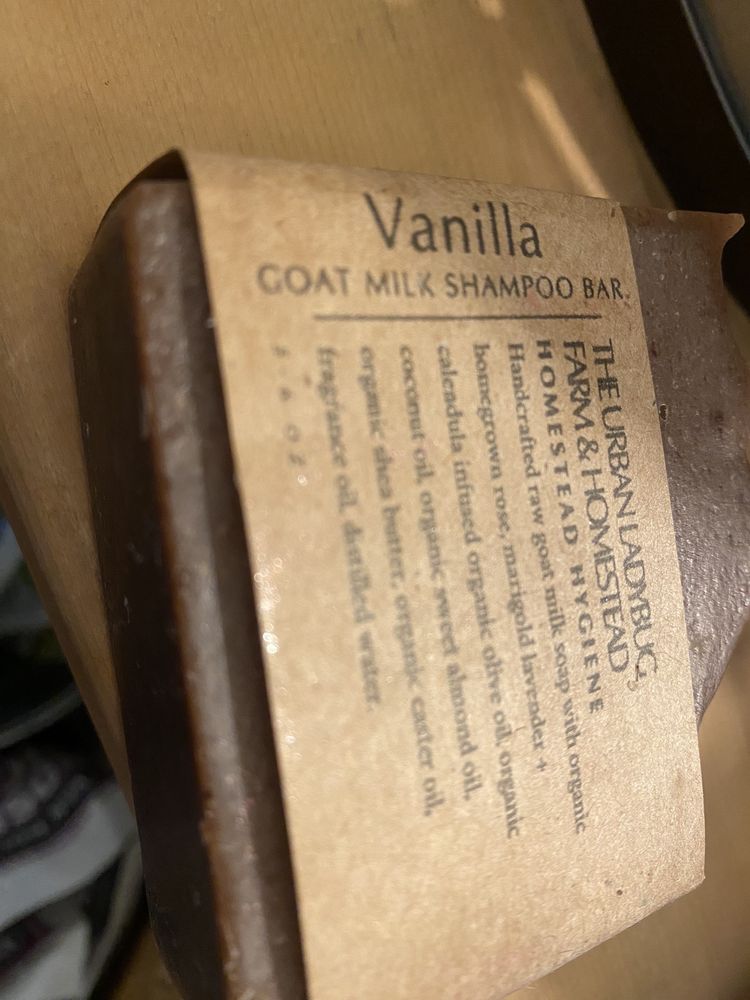 Vanilla
GOAT MILK SHAMPOO BAR
THE URBAN LADYBUG
FARM & HOMESTEAD
HOMESTEAD HYGIENE
Handcrafted raw goat milk soap with organic
homegrown rose, marigold lavender +
calendula infused organic olive oil, organic
coconut oil, organic sweet almond oil,
organic shea butter, organic caster oil,
fragrance oil, distilled water.